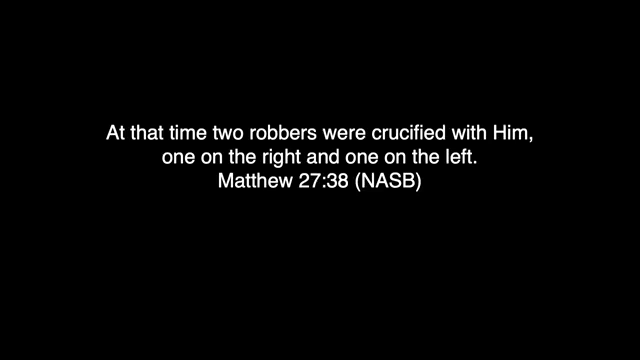 At that time two robbers were crucified with Him,
one on the right and one on the left.
Matthew 27:38 (NASB)